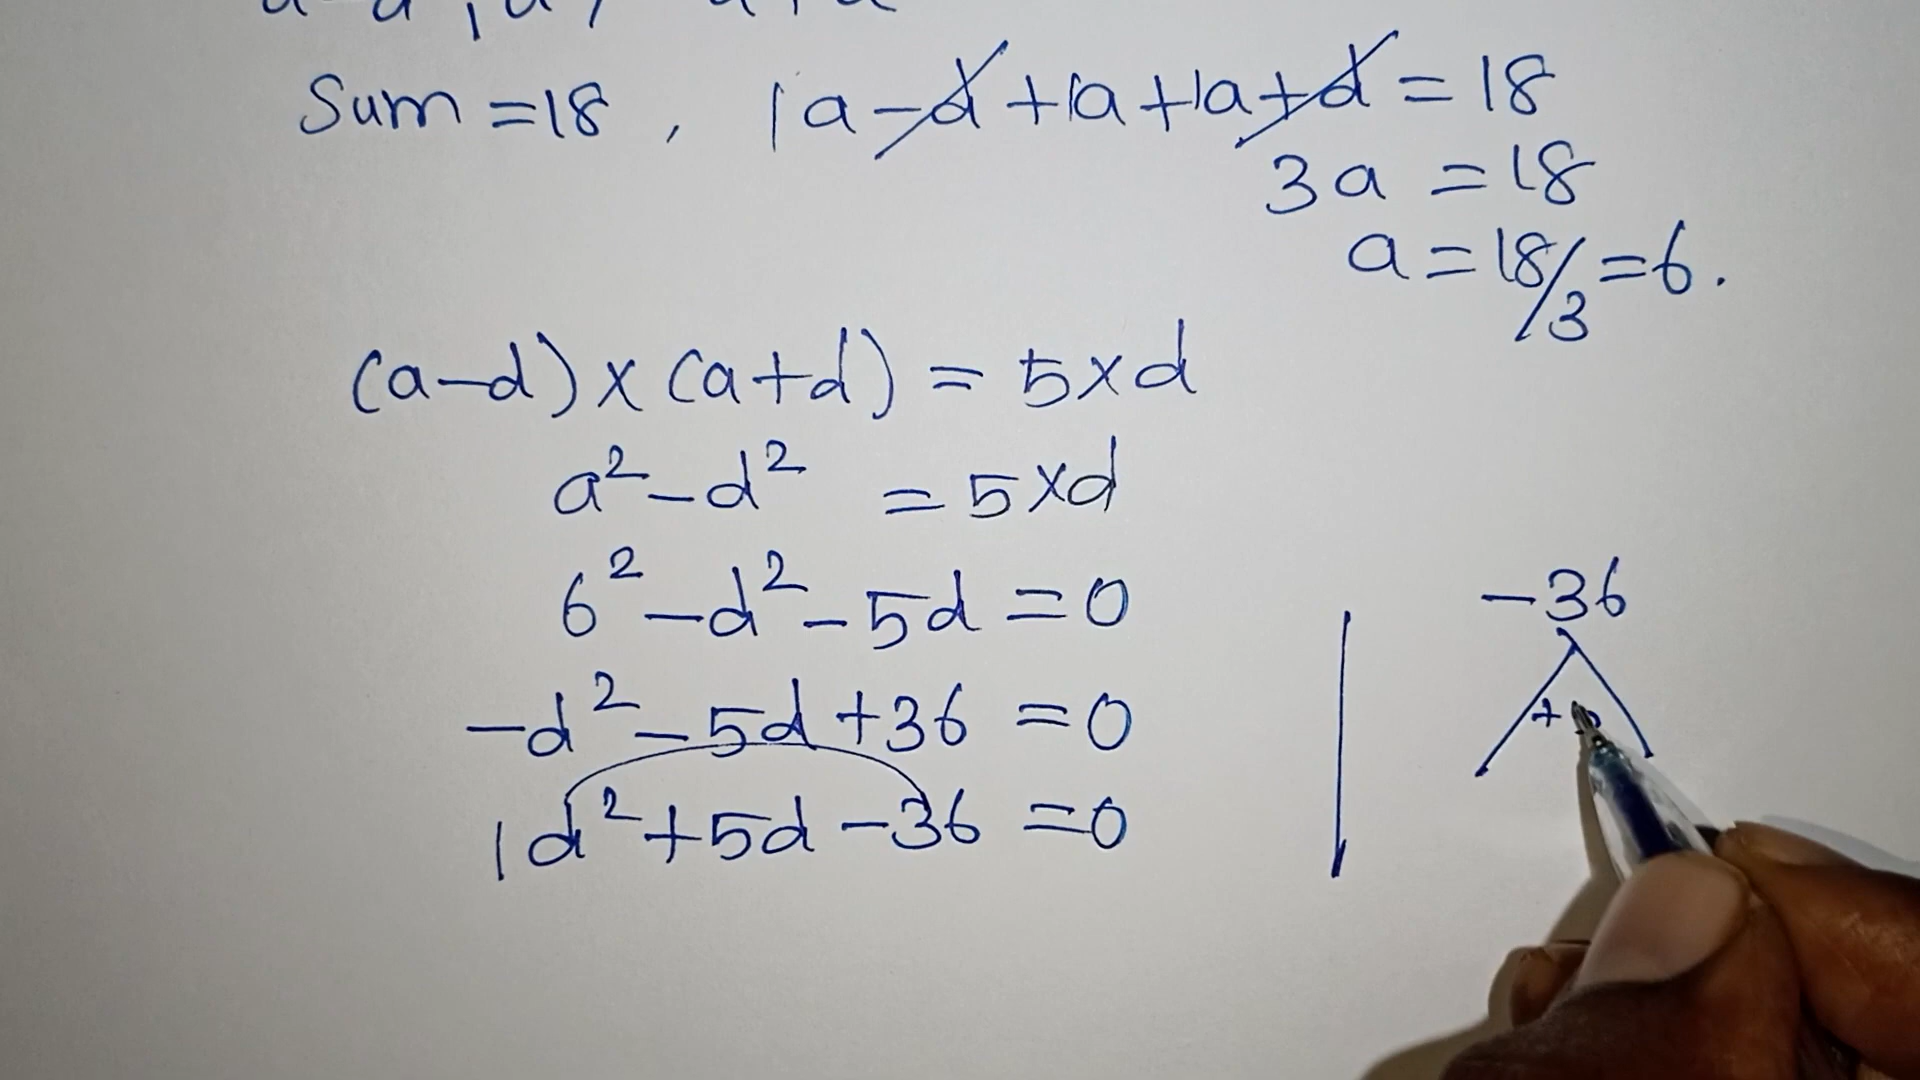 Sum = 18 , 1a - d + 1a + 1a + d = 18
3a = 18
a = 18/3 = 6.
(a-d) x (a+d) = 5 x d
a² - d² = 5 x d
6² - d² - 5d = 0
-d² - 5d + 36 = 0
1d² + 5d - 36 = 0
-36
+